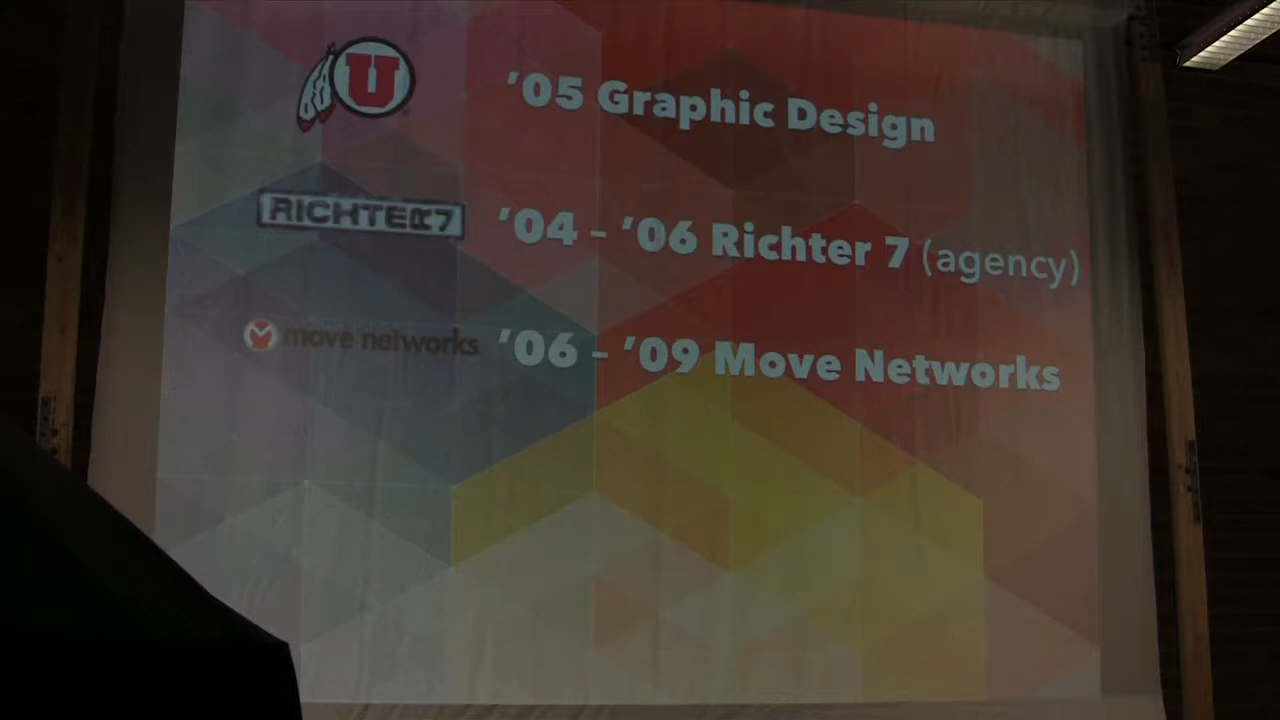 U
’05 Graphic Design
RICHTER7
’04 – ’06 Richter 7 (agency)
move networks
’06 – ’09 Move Networks